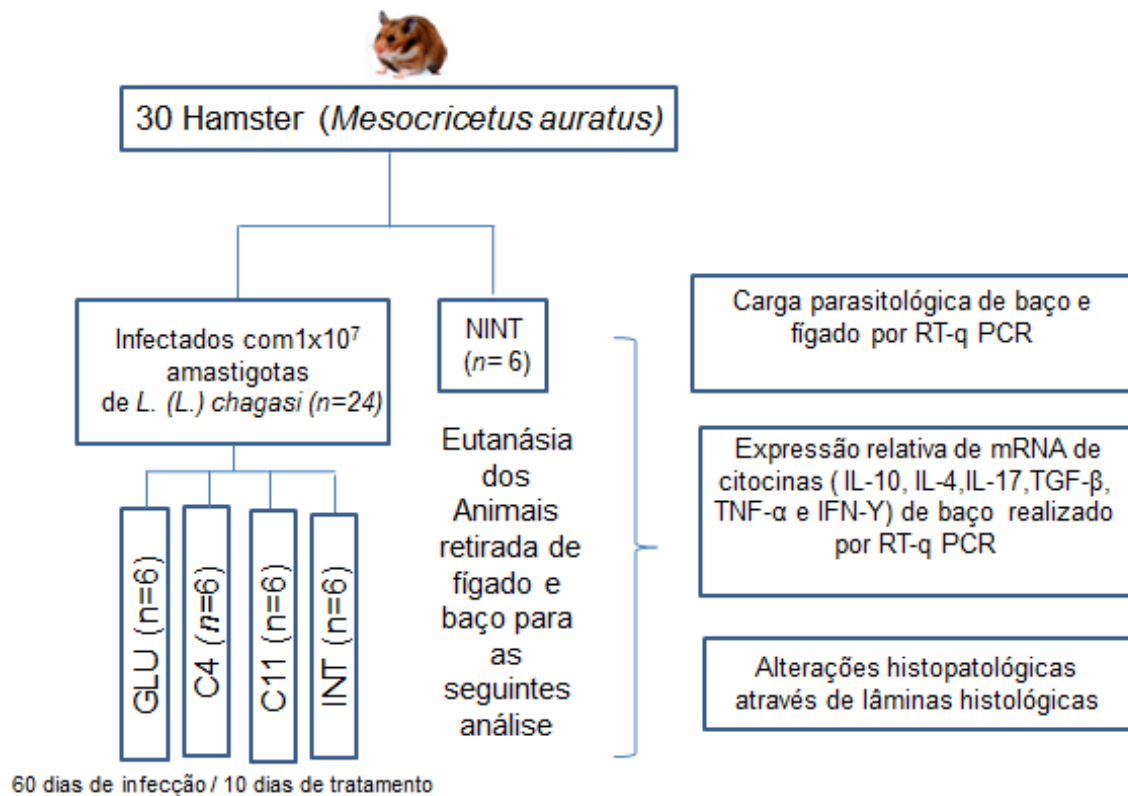 30 Hamster (Mesocricetus auratus)
Infectados com1x10⁷
amastigotas
de L. (L.) chagasi (n=24)
NINT
(n= 6)
GLU (n=6)
C4 (n=6)
C11 (n=6)
INT (n=6)
60 dias de infecção / 10 dias de tratamento
Eutanásia
dos
Animais
retirada de
fígado e
baço para
as
seguintes
análise
Carga parasitológica de baço e
fígado por RT-q PCR
Expressão relativa de mRNA de
citocinas ( IL-10, IL-4,IL-17,TGF-β,
TNF-α e IFN-Y) de baço realizado
por RT-q PCR
Alterações histopatológicas
através de lâminas histológicas